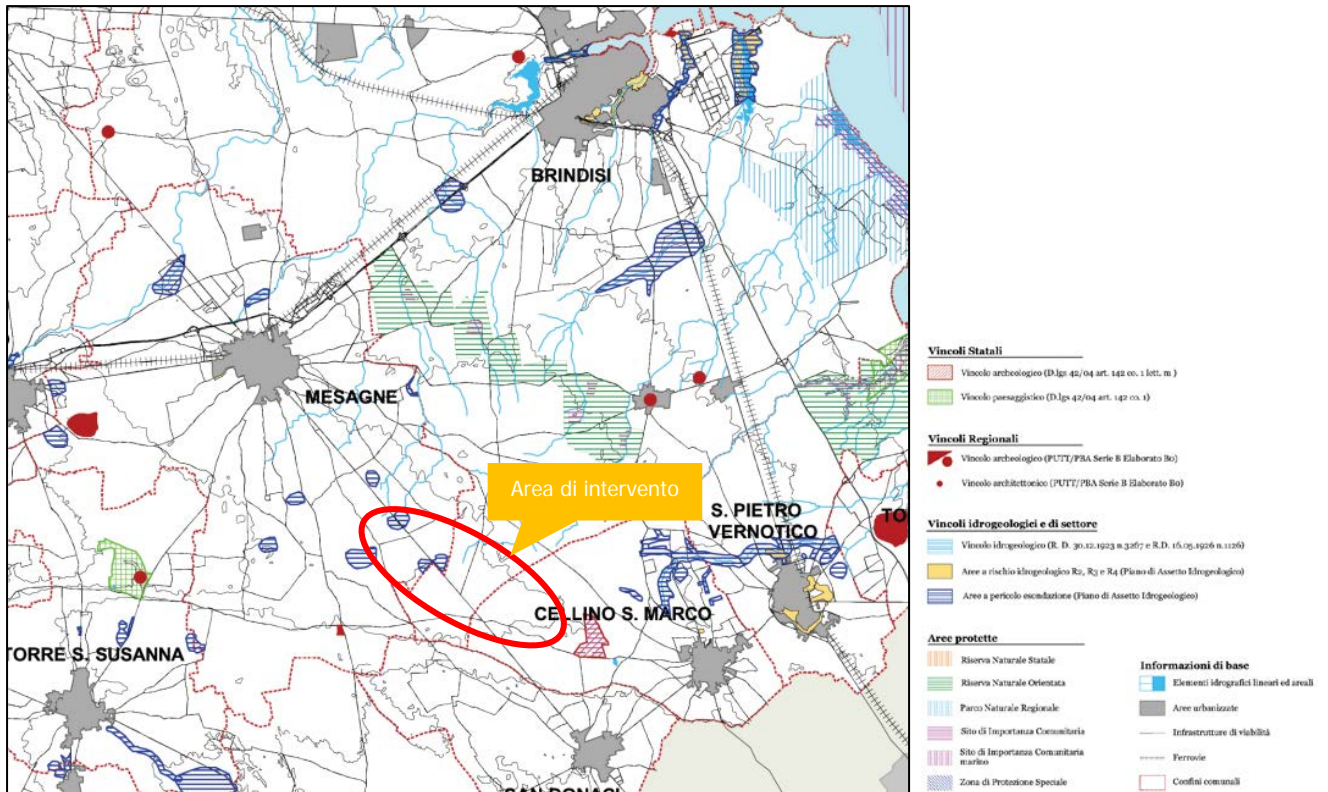 BRINDISI
MESAGNE
Area di intervento
S. PIETRO
VERNOTICO
TO
CELLINO S. MARCO
TORRE S. SUSANNA
SAN DONACI
Vincoli Statali
Vincolo archeologico (D.lgs 42/04 art. 142 co. 1 lett. m )
Vincolo paesaggistico (D.lgs 42/04 art. 142 co. 1)
Vincoli Regionali
Vincolo archeologico (PUTT/PBA Serie B Elaborato B0)
Vincolo architettonico (PUTT/PBA Serie B Elaborato B0)
Vincoli idrogeologici e di settore
Vincolo idrogeologico (R. D. 30.12.1923 n.3267 e R.D. 16.05.1926 n.1126)
Aree a rischio idrogeologico R2, R3 e R4 (Piano di Assetto Idrogeologico)
Aree a pericolo esondazione (Piano di Assetto Idrogeologico)
Aree protette
Riserva Naturale Statale
Riserva Naturale Orientata
Parco Naturale Regionale
Sito di Importanza Comunitaria
Sito di Importanza Comunitaria
marino
Zona di Protezione Speciale
Informazioni di base
Elementi idrografici lineari ed areali
Aree urbanizzate
Infrastrutture di viabilità
Ferrovie
Confini comunali